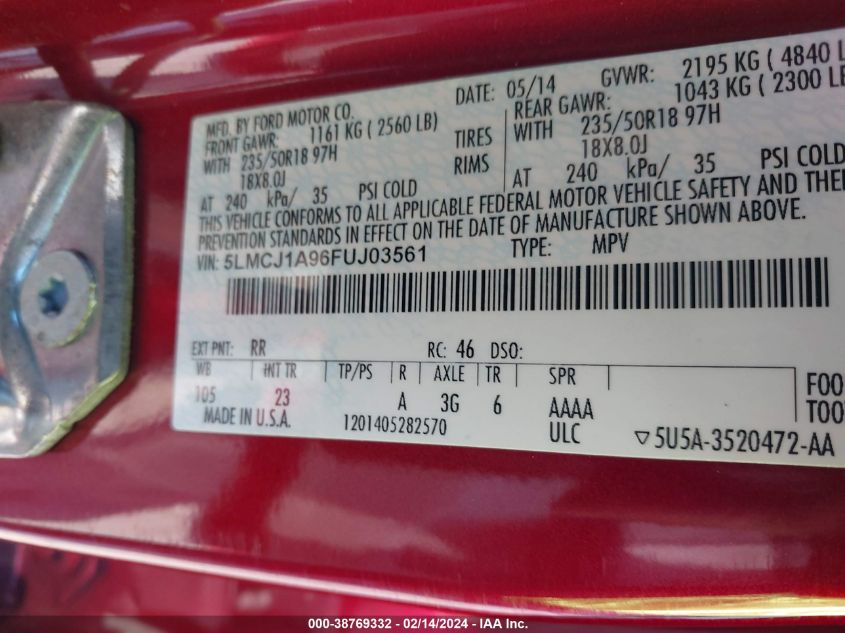 MFD. BY FORD MOTOR CO. DATE: 05/14 GVWR: 2195 KG ( 4840 L
FRONT GAWR: 1161 KG ( 2560 LB) REAR GAWR: 1043 KG ( 2300 LB
WITH 235/50R18 97H TIRES WITH 235/50R18 97H
18X8.0J RIMS 18X8.0J
AT 240 kPa/ 35 PSI COLD AT 240 kPa/ 35 PSI COLD
THIS VEHICLE CONFORMS TO ALL APPLICABLE FEDERAL MOTOR VEHICLE SAFETY AND THEF
PREVENTION STANDARDS IN EFFECT ON THE DATE OF MANUFACTURE SHOWN ABOVE.
VIN: 5LMCJ1A96FUJ03561 TYPE: MPV
EXT PNT: RR RC: 46 DSO:
WB INT TR TP/PS R AXLE TR SPR
105 23 A 3G 6 AAAA FOO
MADE IN U.S.A. 1201405282570 ULC TOO
▽5U5A-3520472-AA
000-38769332 - 02/14/2024 - IAA Inc.